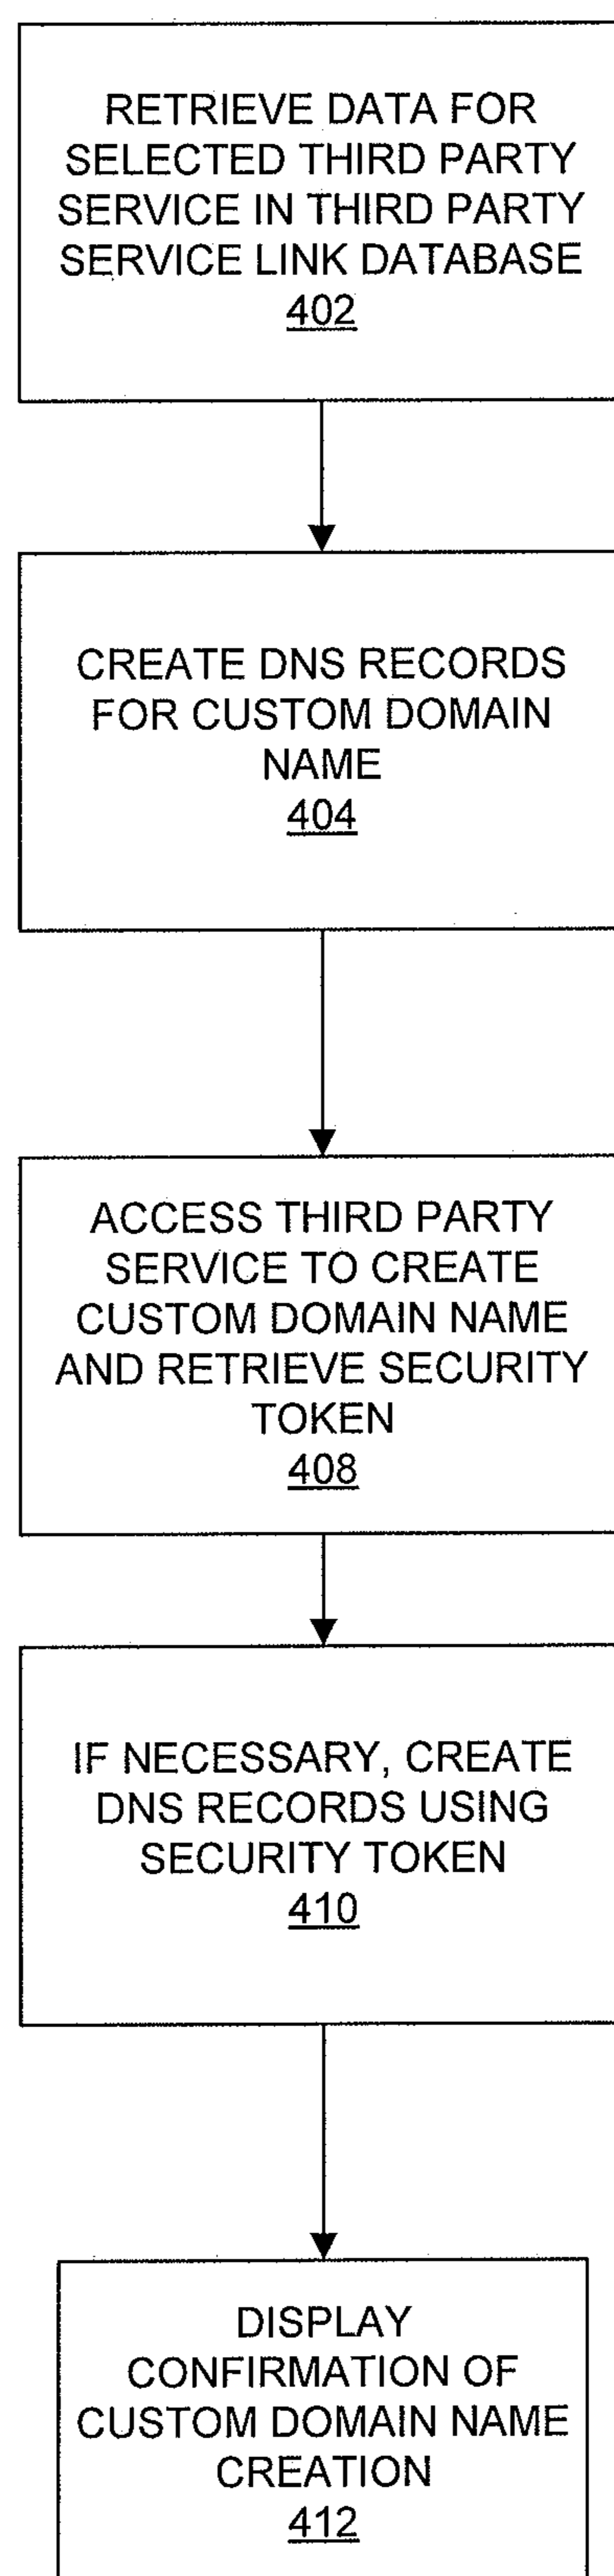 RETRIEVE DATA FOR
SELECTED THIRD PARTY
SERVICE IN THIRD PARTY
SERVICE LINK DATABASE
402
CREATE DNS RECORDS
FOR CUSTOM DOMAIN
NAME
404
ACCESS THIRD PARTY
SERVICE TO CREATE
CUSTOM DOMAIN NAME
AND RETRIEVE SECURITY
TOKEN
408
IF NECESSARY, CREATE
DNS RECORDS USING
SECURITY TOKEN
410
DISPLAY
CONFIRMATION OF
CUSTOM DOMAIN NAME
CREATION
412